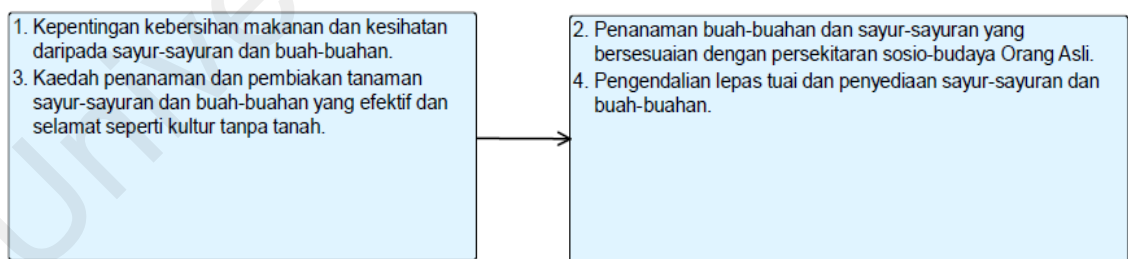 1. Kepentingan kebersihan makanan dan kesihatan
daripada sayur-sayuran dan buah-buahan.
3. Kaedah penanaman dan pembiakan tanaman
sayur-sayuran dan buah-buahan yang efektif dan
selamat seperti kultur tanpa tanah.
2. Penanaman buah-buahan dan sayur-sayuran yang
bersesuaian dengan persekitaran sosio-budaya Orang Asli.
4. Pengendalian lepas tuai dan penyediaan sayur-sayuran dan
buah-buahan.